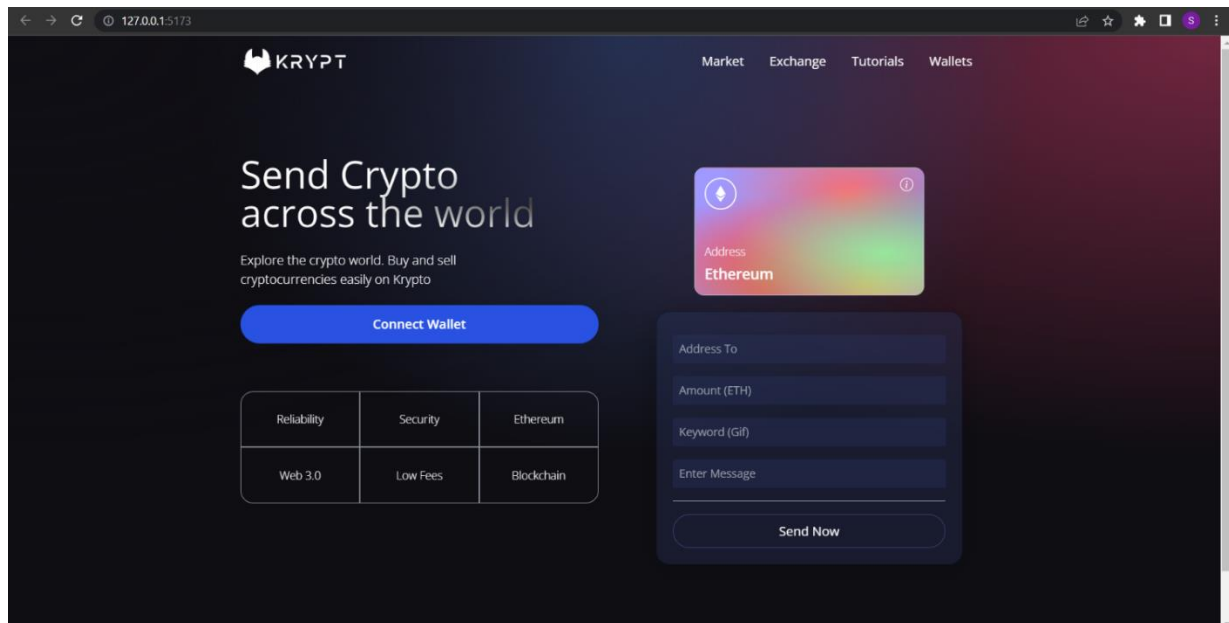 127.0.0.1:5173
S
KRYPT
Market Exchange Tutorials Wallets
Send Crypto
across the world
Explore the crypto world. Buy and sell
cryptocurrencies easily on Krypto
Connect Wallet
Reliability Security Ethereum
Web 3.0 Low Fees Blockchain
i
Address
Ethereum
Address To
Amount (ETH)
Keyword (Gif)
Enter Message
Send Now